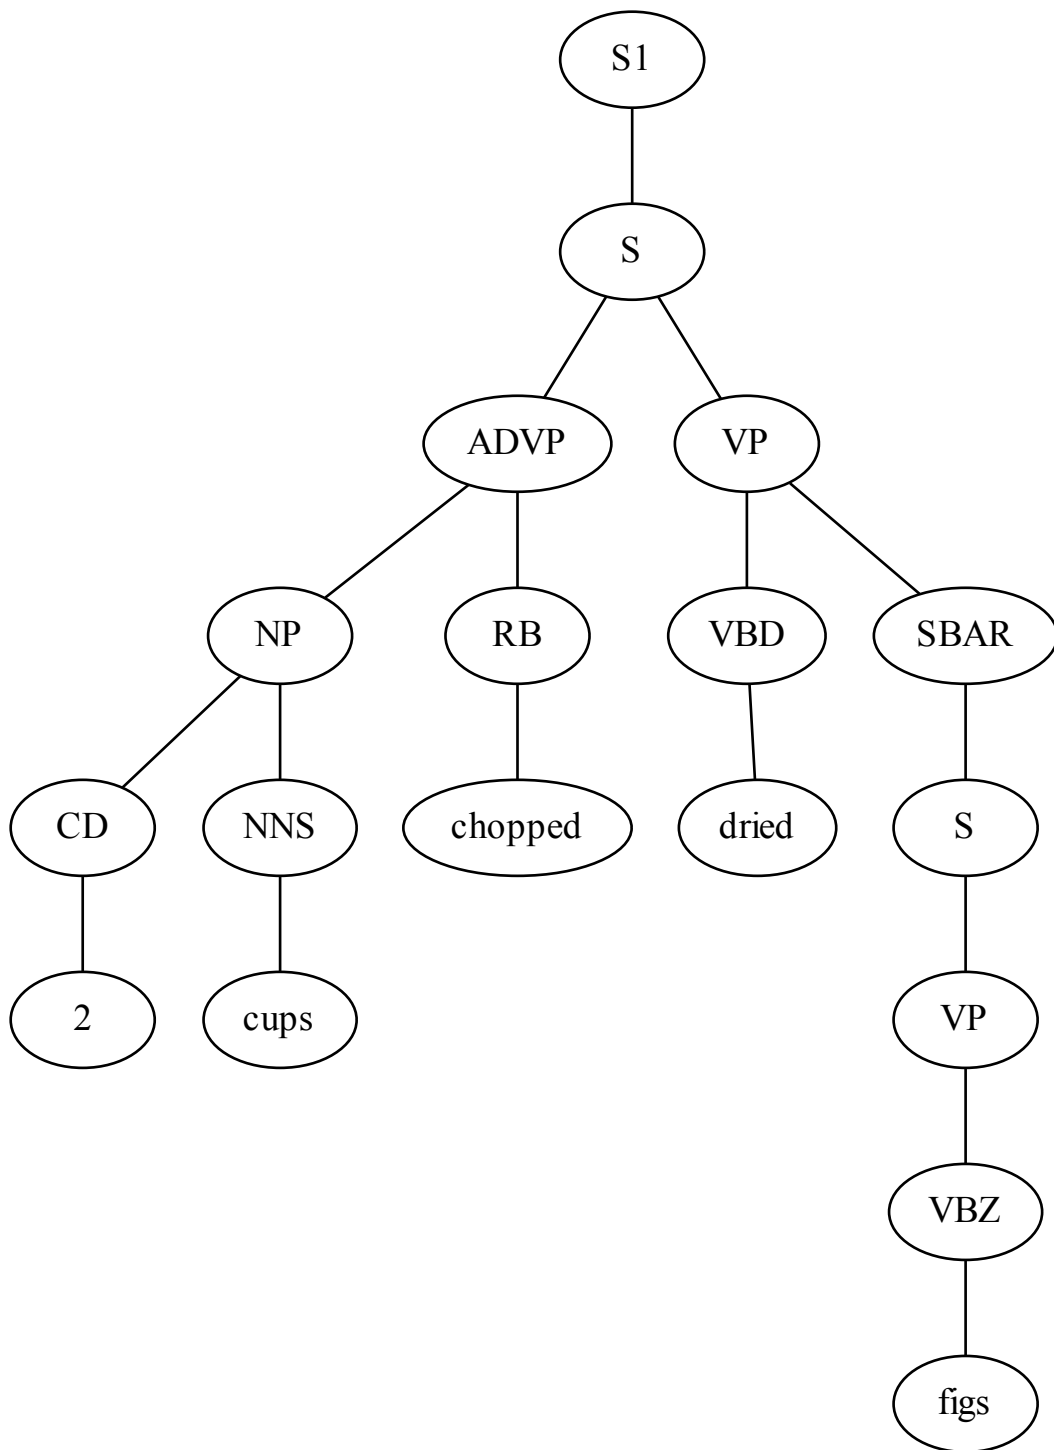 S1
S
ADVP VP
NP RB VBD SBAR
CD NNS chopped dried S
2 cups VP
VBZ
figs